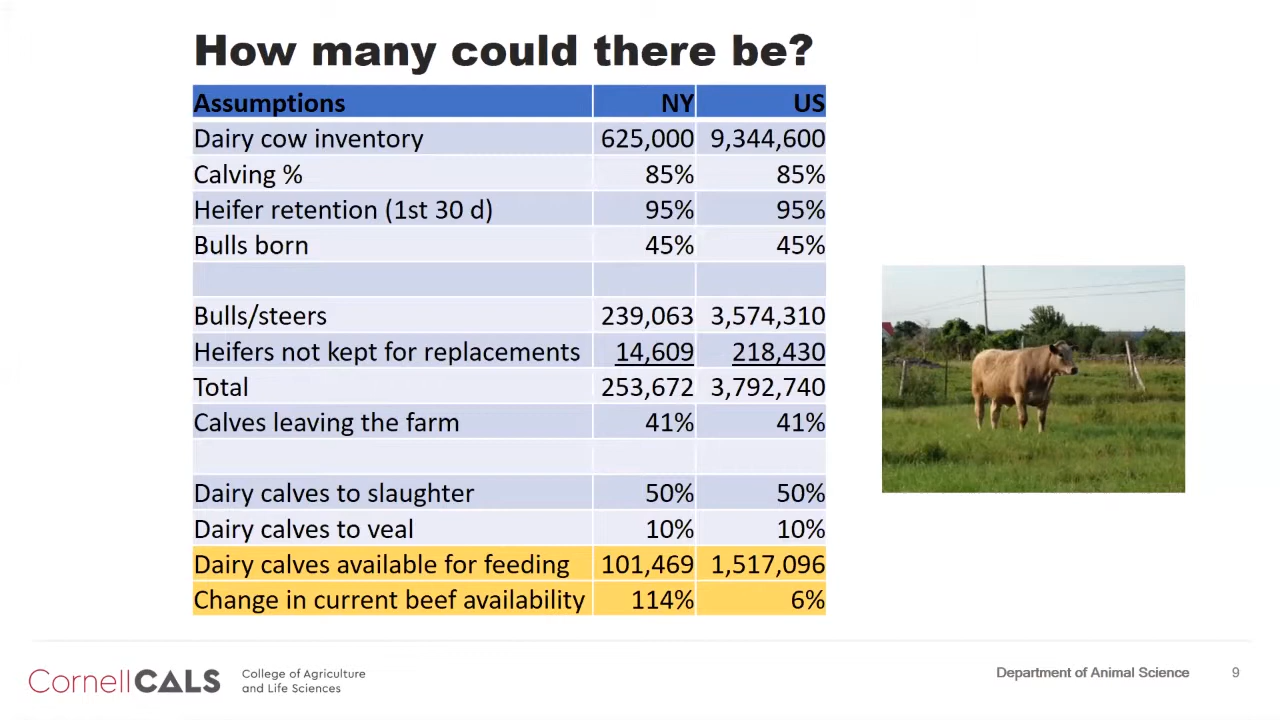 How many could there be?
Assumptions NY US
Dairy cow inventory 625,000 9,344,600
Calving % 85% 85%
Heifer retention (1st 30 d) 95% 95%
Bulls born 45% 45%
Bulls/steers 239,063 3,574,310
Heifers not kept for replacements 14,609 218,430
Total 253,672 3,792,740
Calves leaving the farm 41% 41%
Dairy calves to slaughter 50% 50%
Dairy calves to veal 10% 10%
Dairy calves available for feeding 101,469 1,517,096
Change in current beef availability 114% 6%
CornellCALS College of Agriculture
and Life Sciences
Department of Animal Science 9